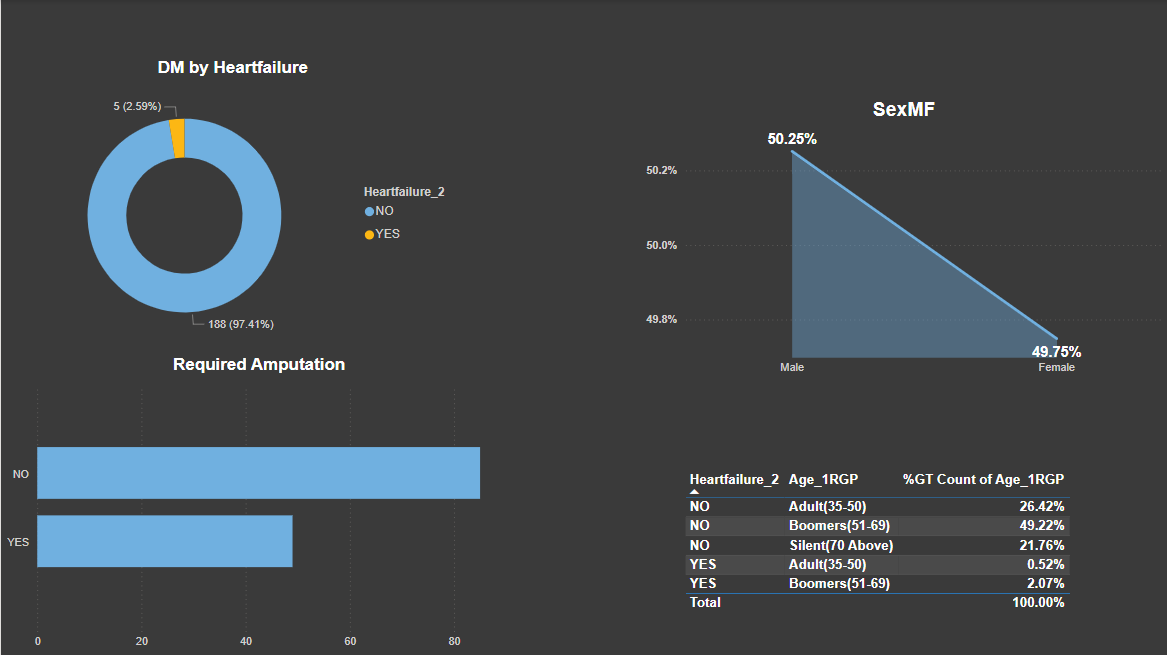 DM by Heartfailure
5 (2.59%)
188 (97.41%)
Heartfailure_2
NO
YES
SexMF
50.25%
50.2%
50.0%
49.8%
49.75%
Male Female
Required Amputation
NO
YES
0 20 40 60 80
Heartfailure_2 Age_1RGP %GT Count of Age_1RGP
NO Adult(35-50) 26.42%
NO Boomers(51-69) 49.22%
NO Silent(70 Above) 21.76%
YES Adult(35-50) 0.52%
YES Boomers(51-69) 2.07%
Total 100.00%